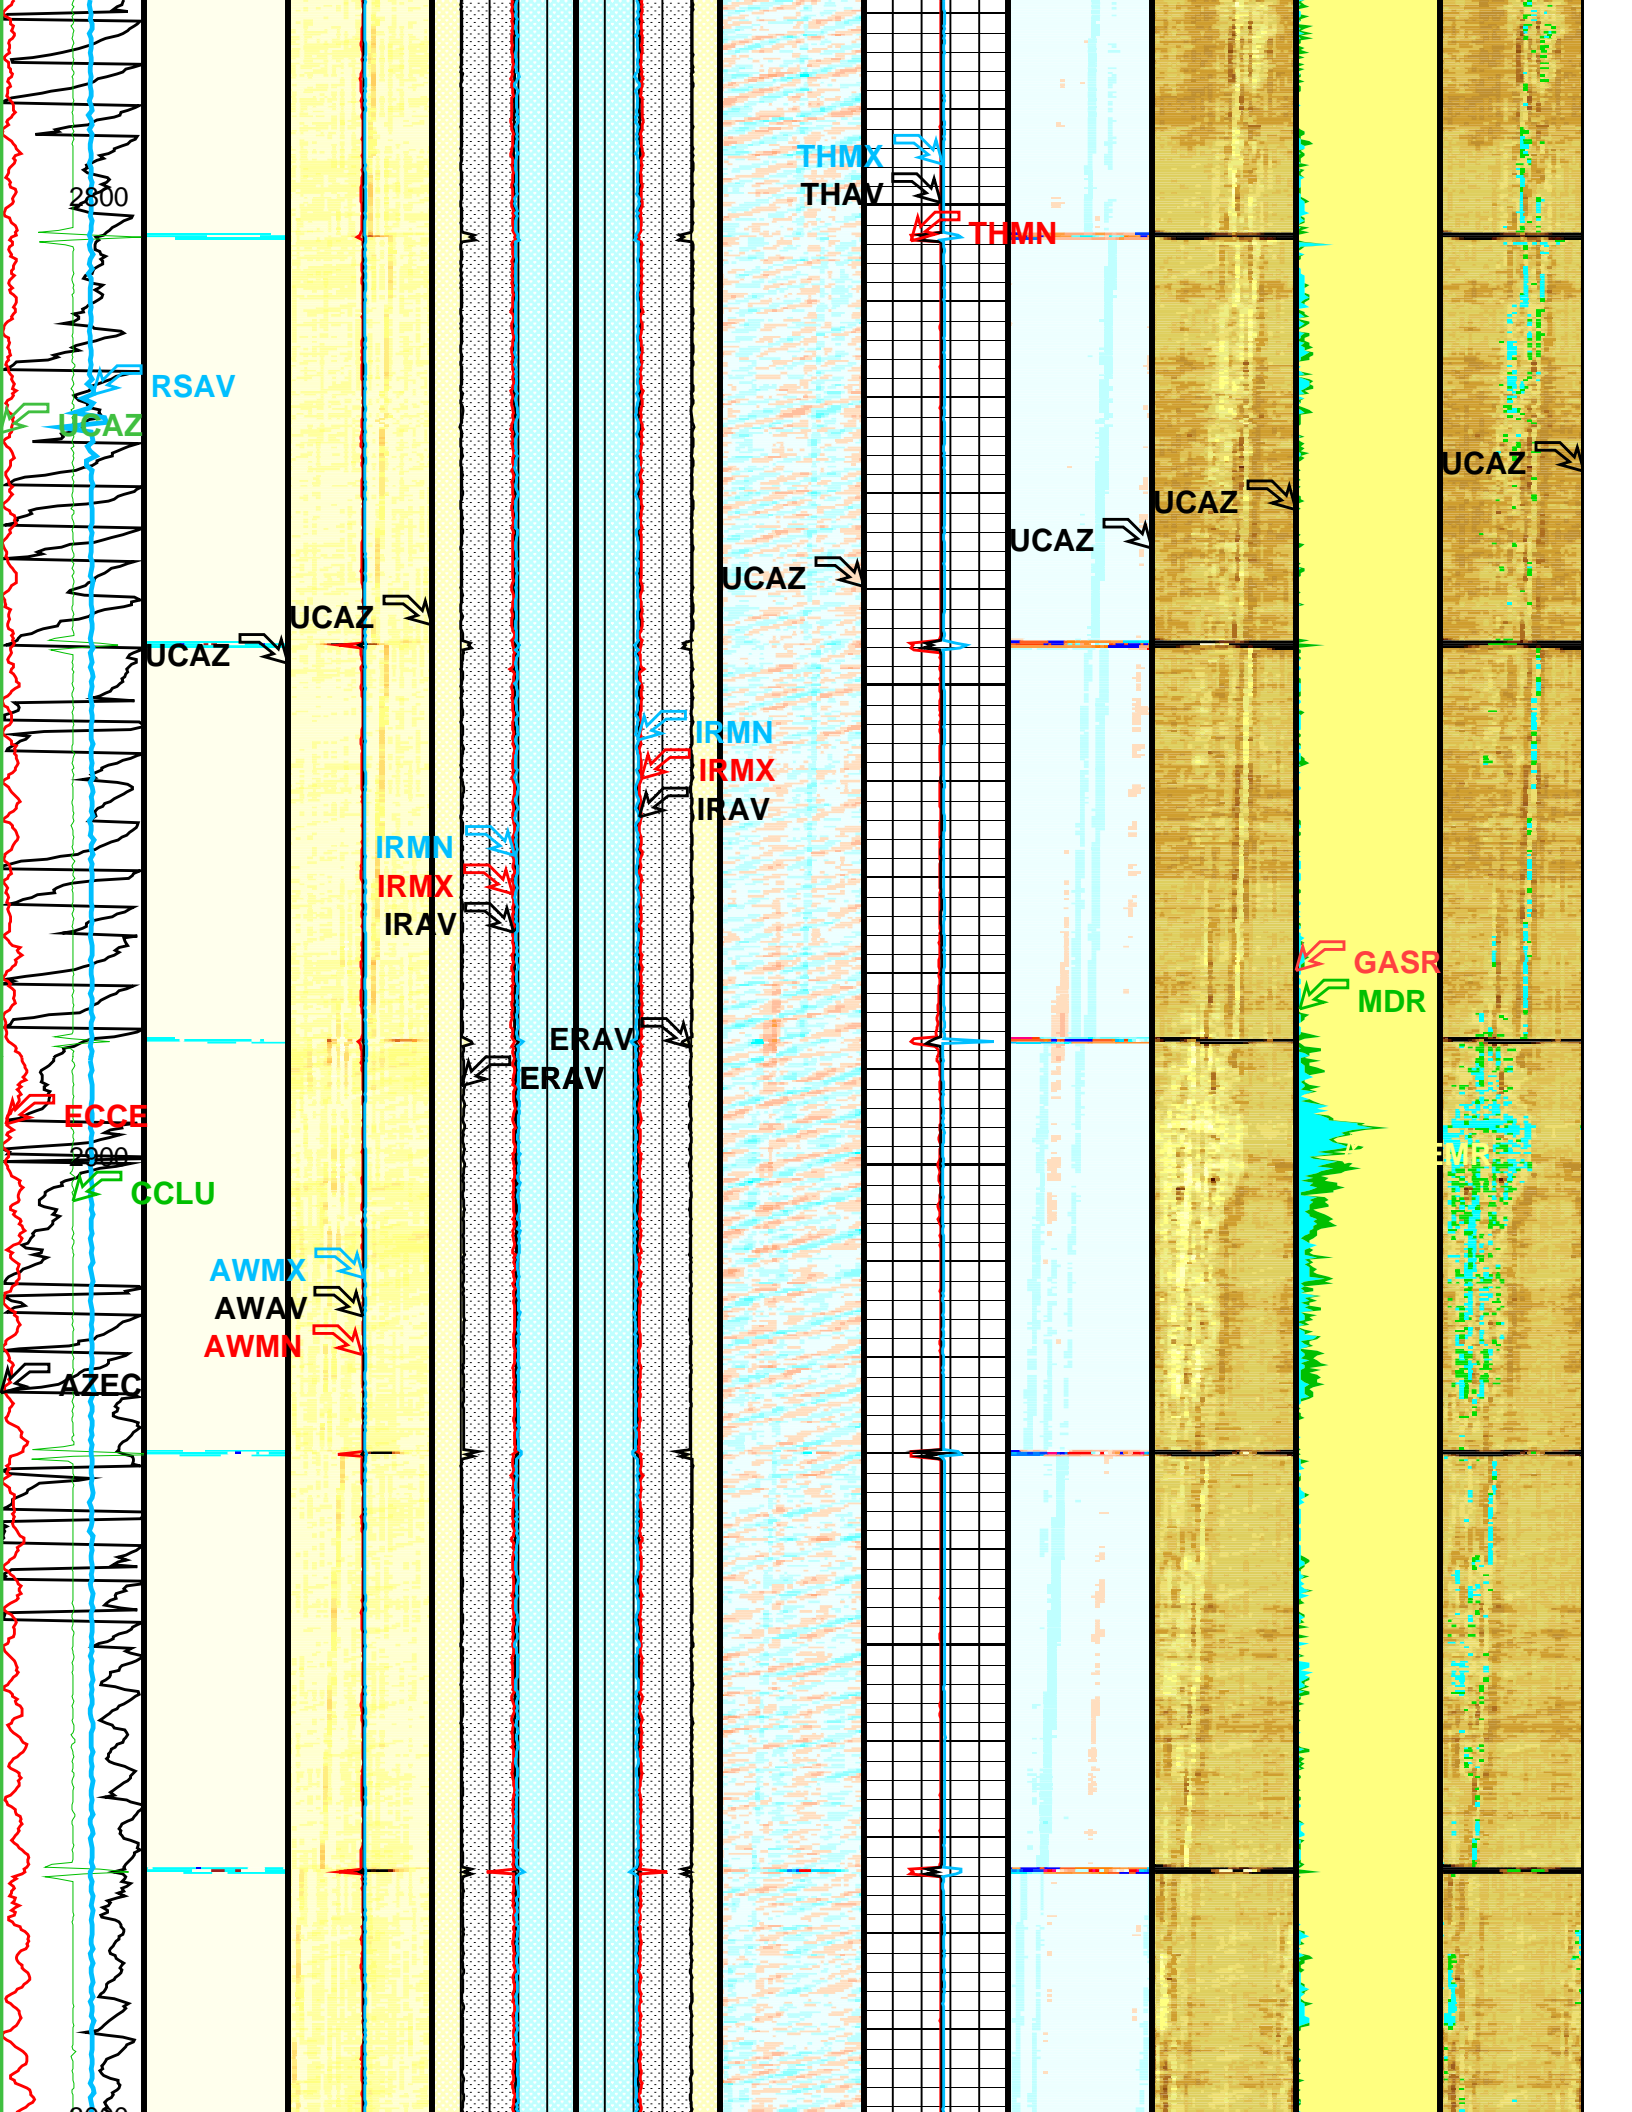 THMX
THAV
2800
THMN
RSAV
UCAZ
UCAZ
UCAZ
UCAZ
UCAZ
UCAZ
UCAZ
IRMN
IRMX
IRAV
IRMN
IRMX
IRAV
GASR
MDR
ERAV
ERAV
ECCE
2900
CCLU
AWMX
AWAV
AWMN
AZEC